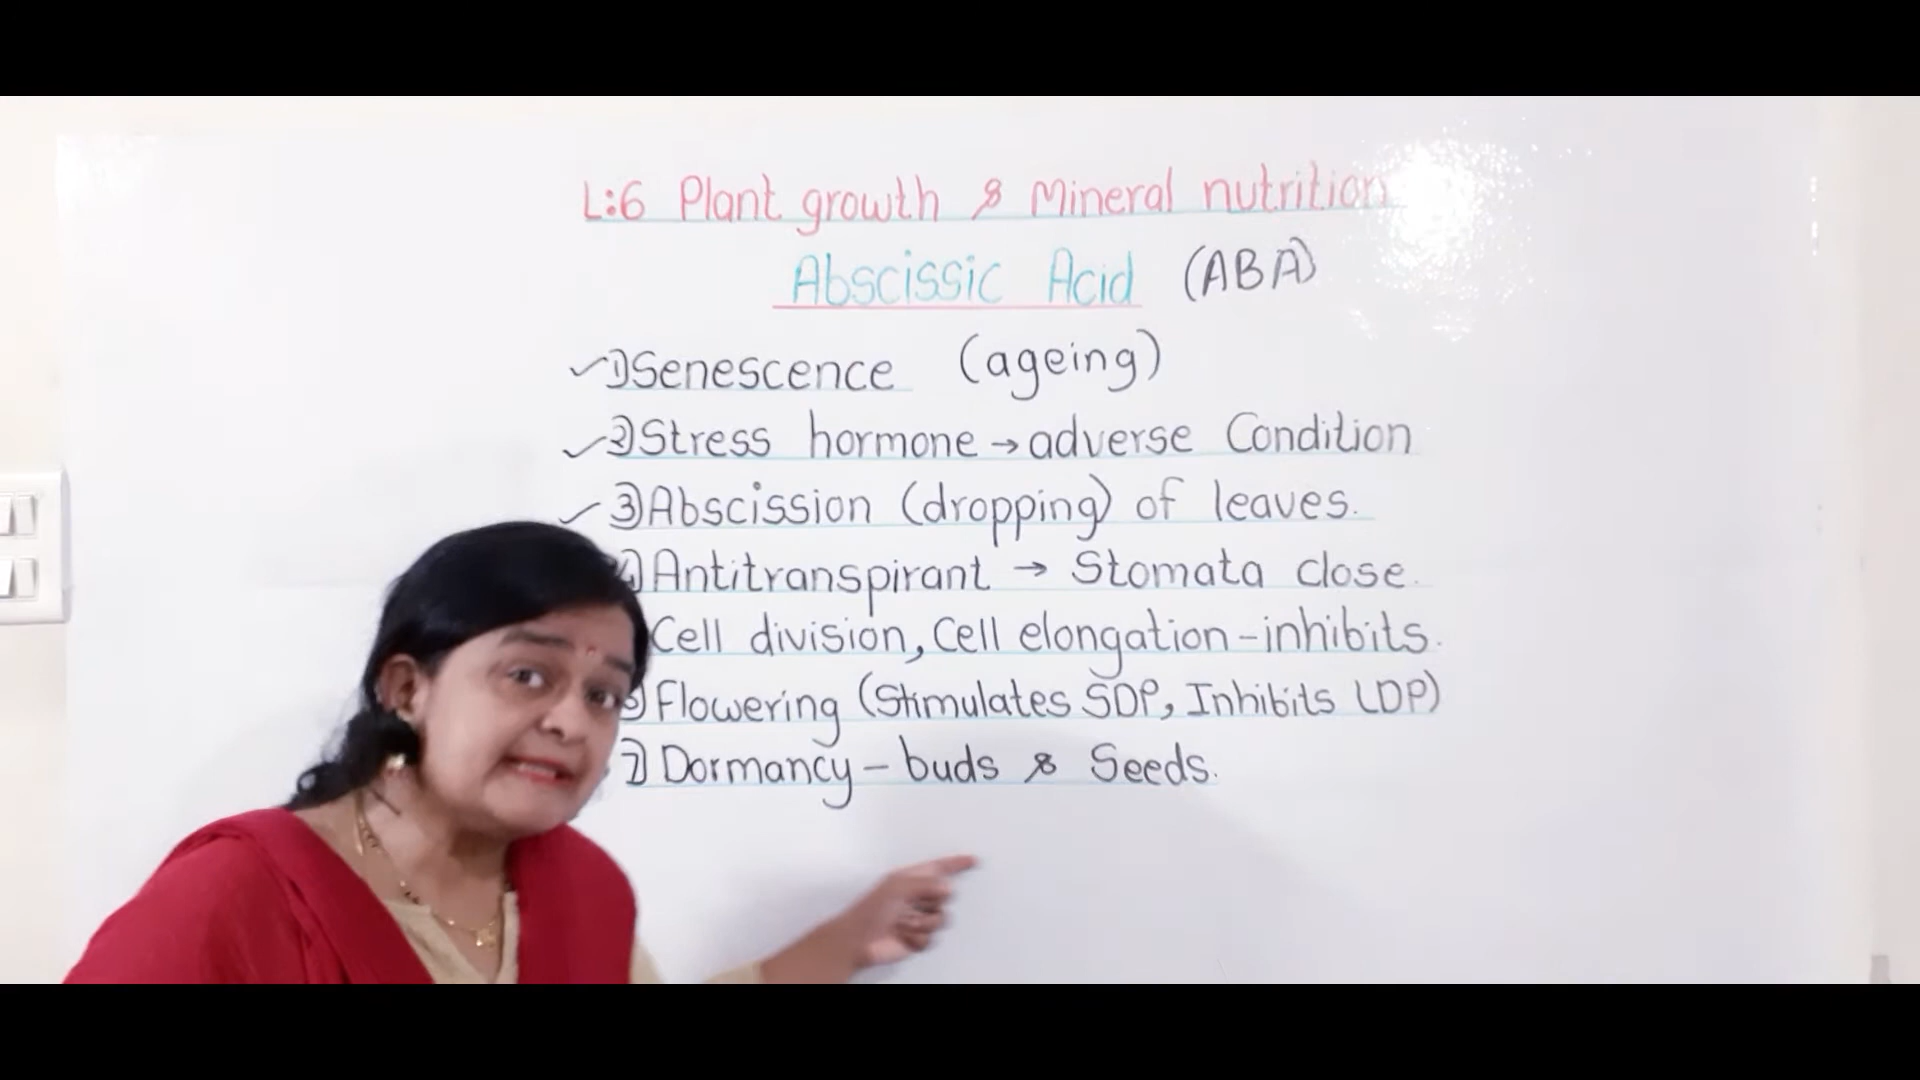 L:6 Plant growth & Mineral nutrition
Abscissic Acid (ABA)
1) Senescence (ageing)
2) Stress hormone → adverse Condition
3) Abscission (dropping) of leaves.
4) Antitranspirant → Stomata close.
Cell division, Cell elongation - inhibits.
6) Flowering (Stimulates SDP, Inhibits LDP)
7) Dormancy - buds & Seeds.